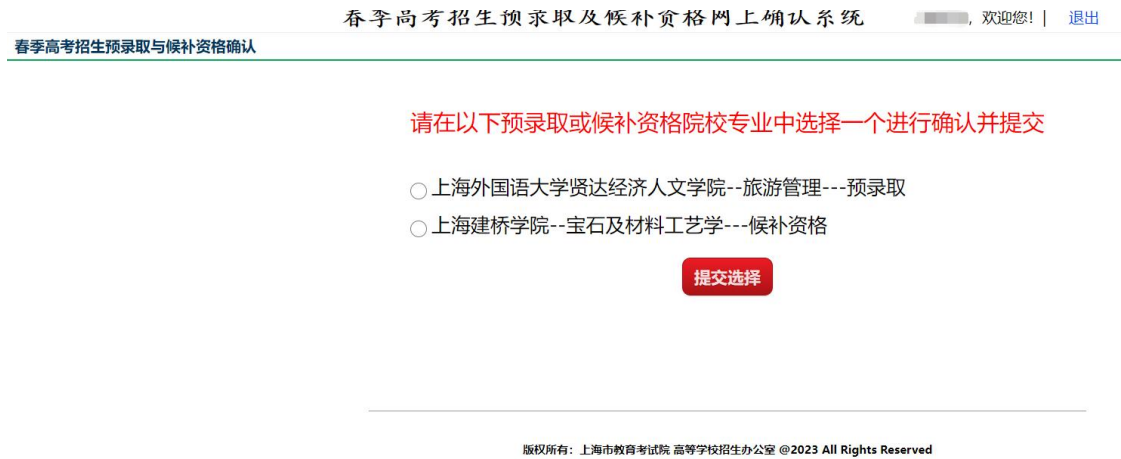 春季高考招生预录取及候补资格网上确认系统 , 欢迎您! | 退出
春季高考招生预录取与候补资格确认
请在以下预录取或候补资格院校专业中选择一个进行确认并提交
上海外国语大学贤达经济人文学院--旅游管理---预录取
上海建桥学院--宝石及材料工艺学---候补资格
提交选择
版权所有：上海市教育考试院 高等学校招生办公室 @2023 All Rights Reserved